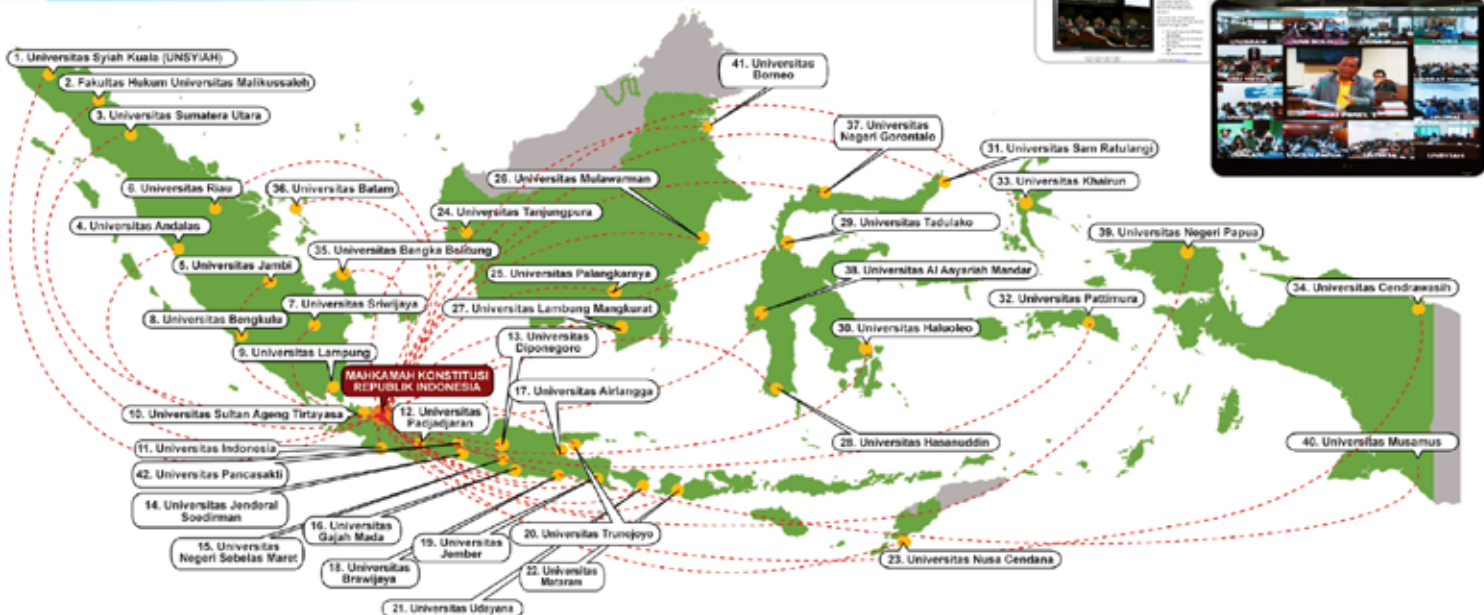 1. Universitas Syiah Kuala (UNSYIAH)
2. Fakultas Hukum Universitas Malikussaleh
3. Universitas Sumatera Utara
6. Universitas Riau
36. Universitas Batam
4. Universitas Andalas
35. Universitas Bangka Belitung
5. Universitas Jambi
7. Universitas Sriwijaya
8. Universitas Bengkulu
9. Universitas Lampung
MAHKAMAH KONSTITUSI
REPUBLIK INDONESIA
10. Universitas Sultan Ageng Tirtayasa
12. Universitas
Padjadjaran
11. Universitas Indonesia
42. Universitas Pancasakti
14. Universitas Jenderal
Soedirman
15. Universitas
Negeri Sebelas Maret
16. Universitas
Gajah Mada
18. Universitas
Brawijaya
19. Universitas
Jember
21. Universitas Udayana
22. Universitas
Mataram
20. Universitas Trunojoyo
13. Universitas
Diponegoro
17. Universitas Airlangga
41. Universitas
Borneo
26. Universitas Mulawarman
24. Universitas Tanjungpura
25. Universitas Palangkaraya
27. Universitas Lambung Mangkurat
37. Universitas
Negeri Gorontalo
31. Universitas Sam Ratulangi
33. Universitas Khairun
29. Universitas Tadulako
38. Universitas Al Asyariah Mandar
30. Universitas Haluoleo
28. Universitas Hasanuddin
32. Universitas Pattimura
39. Universitas Negeri Papua
34. Universitas Cendrawasih
40. Universitas Musamus
23. Universitas Nusa Cendana